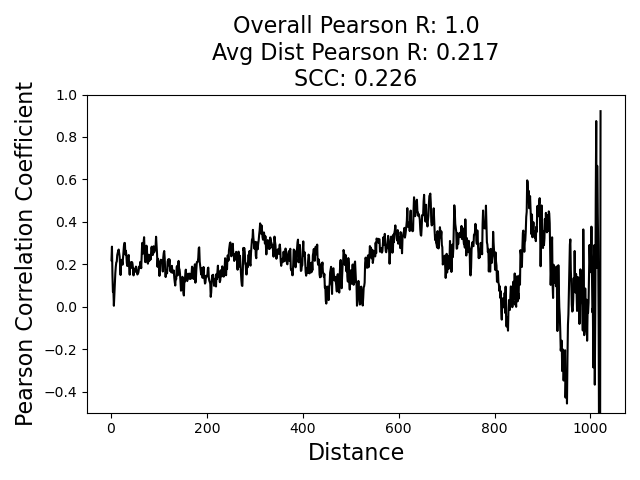 Overall Pearson R: 1.0
Avg Dist Pearson R: 0.217
SCC: 0.226
Pearson Correlation Coefficient
1.0
0.8
0.6
0.4
0.2
0.0
−0.2
−0.4
0 200 400 600 800 1000
Distance